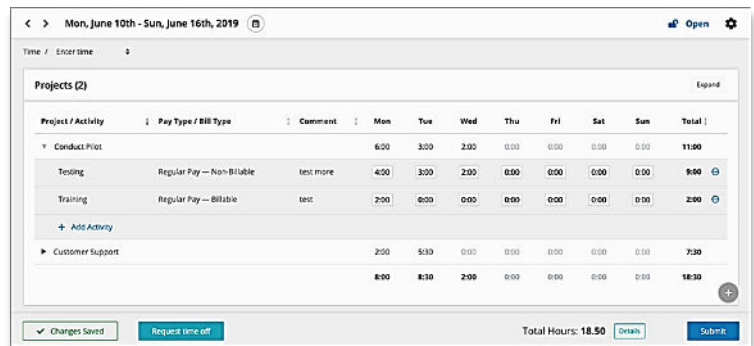 Mon, June 10th - Sun, June 16th, 2019 Open
Time / Enter time
Projects (2) Expand
Project / Activity Pay Type / Bill Type Comment Mon Tue Wed Thu Fri Sat Sun Total
Conduct Pilot 6:00 3:00 2:00 0:00 0:00 0:00 0:00 11:00
Testing Regular Pay — Non-Billable test more 4:00 3:00 2:00 0:00 0:00 0:00 0:00 9:00
Training Regular Pay — Billable test 2:00 0:00 0:00 0:00 0:00 0:00 0:00 2:00
+ Add Activity
Customer Support 2:00 5:30 0:00 0:00 0:00 0:00 0:00 7:30
8:00 8:30 2:00 0:00 0:00 0:00 0:00 18:30
Changes Saved Request time off Total Hours: 18.50 Details Submit